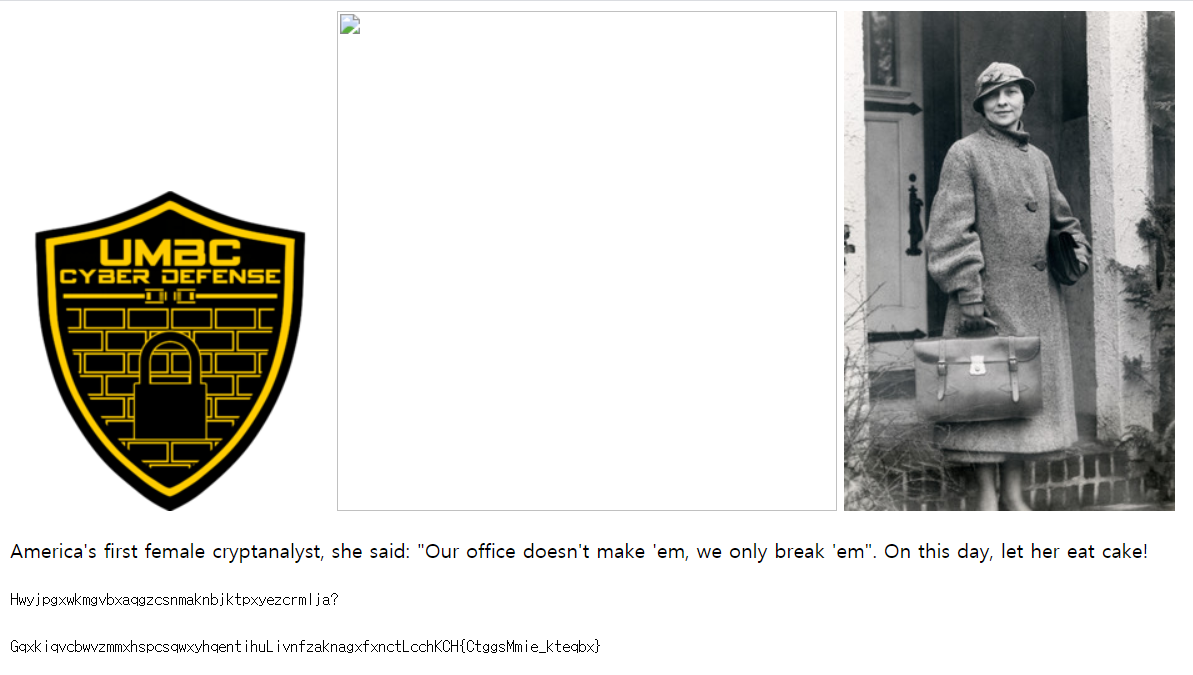 UMBC
CYBER DEFENSE
America's first female cryptanalyst, she said: "Our office doesn't make 'em, we only break 'em". On this day, let her eat cake!
Hwyjpgxwkmgvbxaqgzcsnmaknbjktpxyezcrmlja?
GqxkiqvcbwvzmmxhspcsqwxyhqentihuLivnfzaknagxfxnctLcchKCH{CtggsMmie_kteqbx}